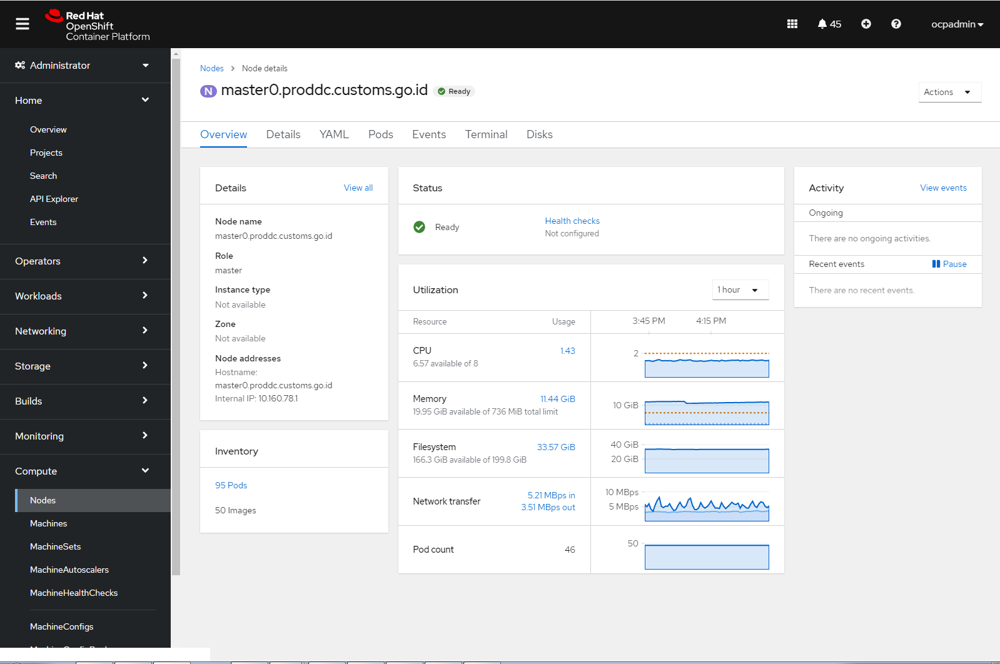 Red Hat
OpenShift
Container Platform
45
ocpadmin
Administrator
Home
Overview
Projects
Search
API Explorer
Events
Operators
Workloads
Networking
Storage
Builds
Monitoring
Compute
Nodes
Machines
MachineSets
MachineAutoscalers
MachineHealthChecks
MachineConfigs
Nodes > Node details
N master0.proddc.customs.go.id Ready
Actions
Overview Details YAML Pods Events Terminal Disks
Details View all
Node name
master0.proddc.customs.go.id
Role
master
Instance type
Not available
Zone
Not available
Node addresses
Hostname:
master0.proddc.customs.go.id
Internal IP: 10.160.78.1
Inventory
95 Pods
50 Images
Status
Ready
Health checks
Not configured
Utilization 1 hour
Resource Usage 3:45 PM 4:15 PM
CPU 1.43
6.57 available of 8
2
Memory 11.44 GiB
19.95 GiB available of 736 MiB total limit
10 GiB
Filesystem 33.57 GiB
166.3 GiB available of 199.8 GiB
40 GiB
20 GiB
Network transfer
5.21 MBps in
3.51 MBps out
10 MBps
5 MBps
Pod count 46
50
Activity View events
Ongoing
There are no ongoing activities.
Recent events Pause
There are no recent events.